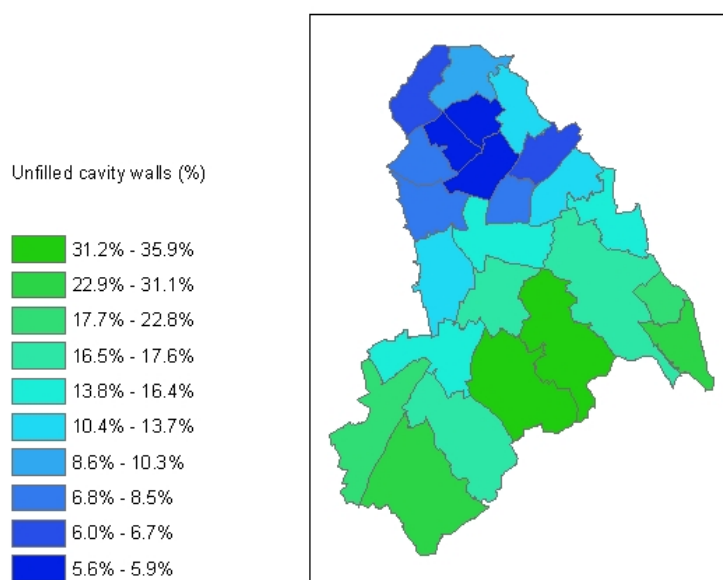 Unfilled cavity walls (%)
31.2% - 35.9%
22.9% - 31.1%
17.7% - 22.8%
16.5% - 17.6%
13.8% - 16.4%
10.4% - 13.7%
8.6% - 10.3%
6.8% - 8.5%
6.0% - 6.7%
5.6% - 5.9%